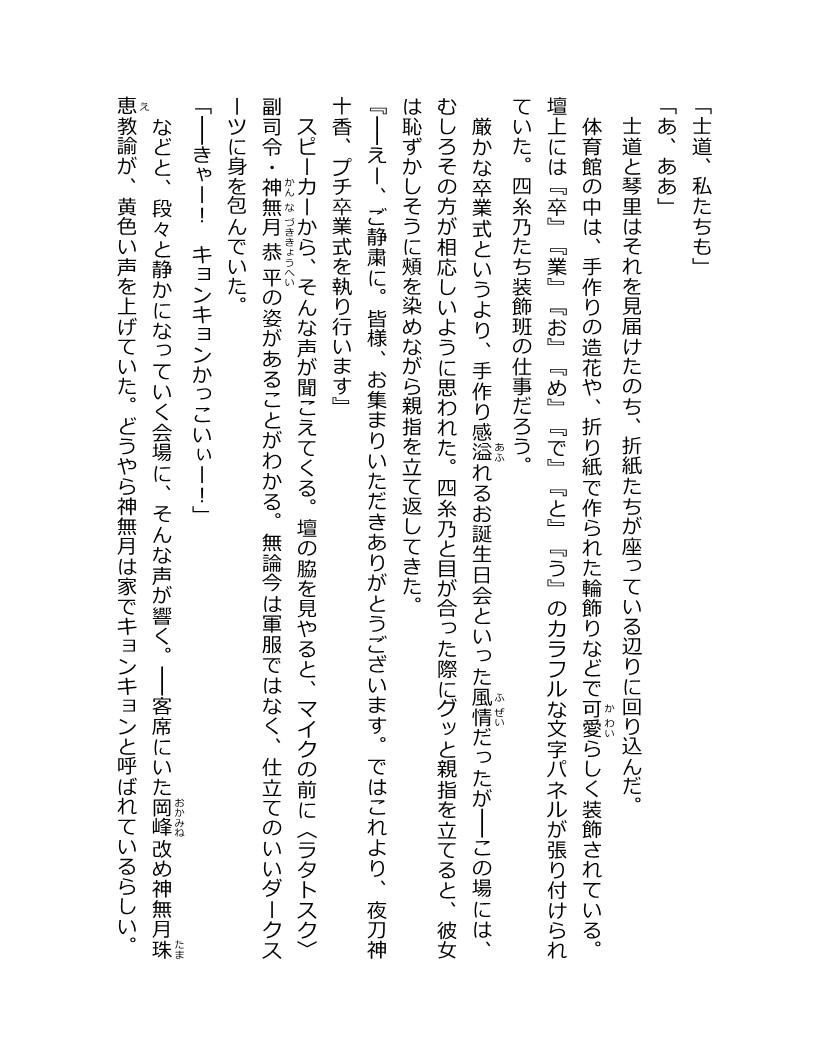 「士道、私たちも」
「あ、ああ」
　士道と琴里はそれを見届けたのち、折紙たちが座っている辺りに回り込んだ。
　体育館の中は、手作りの造花や、折り紙で作られた輪飾りなどで可愛らしく装飾されている。
壇上には『卒』『業』『お』『め』『で』『と』『う』のカラフルな文字パネルが張り付けられ
ていた。四糸乃たち装飾班の仕事だろう。
　厳かな卒業式というより、手作り感溢れるお誕生日会といった風情だったが――この場には、
むしろその方が相応しいように思われた。四糸乃と目が合った際にグッと親指を立てると、彼女
は恥ずかしそうに頰を染めながら親指を立て返してきた。
『――えー、ご静粛に。皆様、お集まりいただきありがとうございます。ではこれより、夜刀神
十香、プチ卒業式を執り行います』
　スピーカーから、そんな声が聞こえてくる。壇の脇を見やると、マイクの前に〈ラタトスク〉
副司令・神無月恭平の姿があることがわかる。無論今は軍服ではなく、仕立てのいいダークス
ーツに身を包んでいた。
「――きゃー！　キョンキョンかっこいぃー！」
　などと、段々と静かになっていく会場に、そんな声が響く。――客席にいた岡峰改め神無月珠
恵教諭が、黄色い声を上げていた。どうやら神無月は家でキョンキョンと呼ばれているらしい。